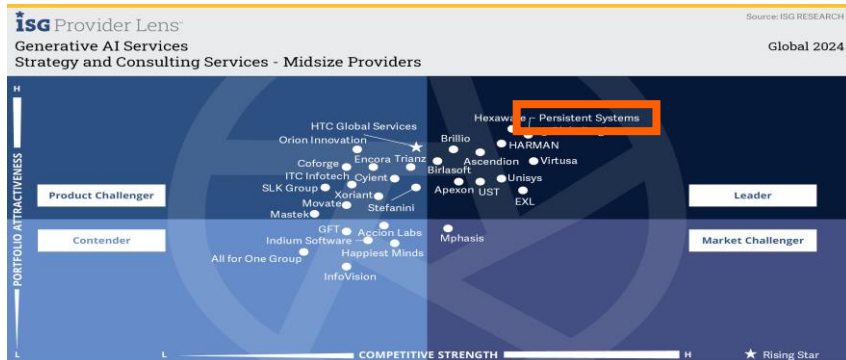 ISG Provider Lens™
Source: ISG RESEARCH
Generative AI Services
Strategy and Consulting Services - Midsize Providers
Global 2024
H
Hexaware
Persistent Systems
HTC Global Services
Orion Innovation
Brillio
HARMAN
Coforge
Encora
Trianz
Ascendion
Virtusa
ITC Infotech
Cyient
Birlasoft
Unisys
SLK Group
Xoriant
Apexon
UST
EXL
Product Challenger
Leader
Movate
Stefanini
Mastek
GFT
Accion Labs
Mphasis
Contender
Indium Software
Market Challenger
Happiest Minds
All for One Group
InfoVision
PORTFOLIO ATTRACTIVENESS
L
L
COMPETITIVE STRENGTH
H
Rising Star